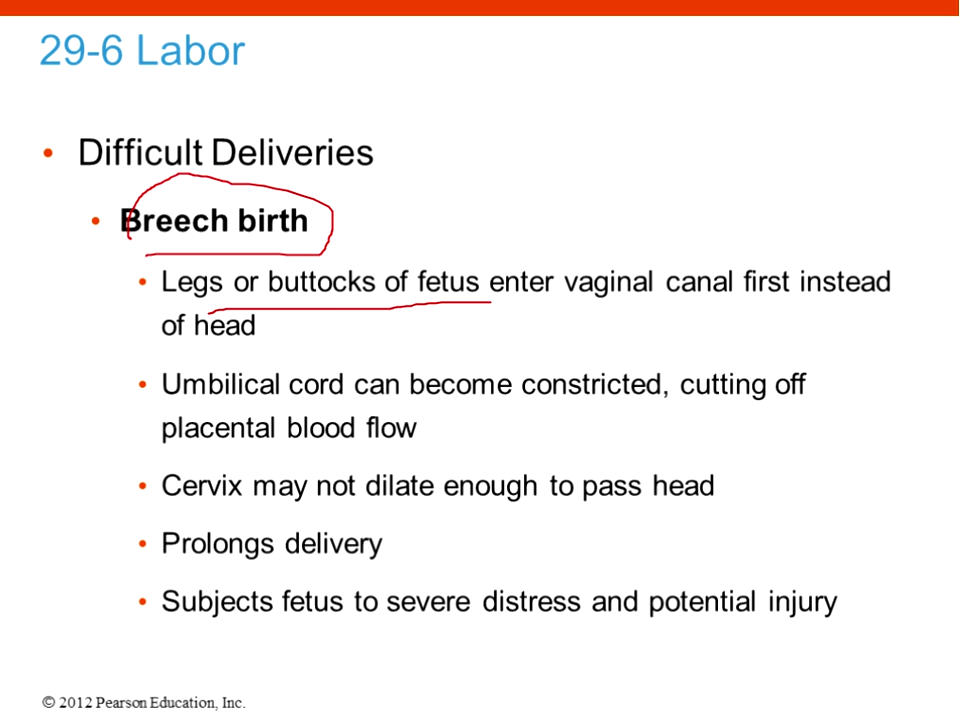 29-6 Labor
• Difficult Deliveries
• Breech birth
• Legs or buttocks of fetus enter vaginal canal first instead
of head
• Umbilical cord can become constricted, cutting off
placental blood flow
• Cervix may not dilate enough to pass head
• Prolongs delivery
• Subjects fetus to severe distress and potential injury
© 2012 Pearson Education, Inc.